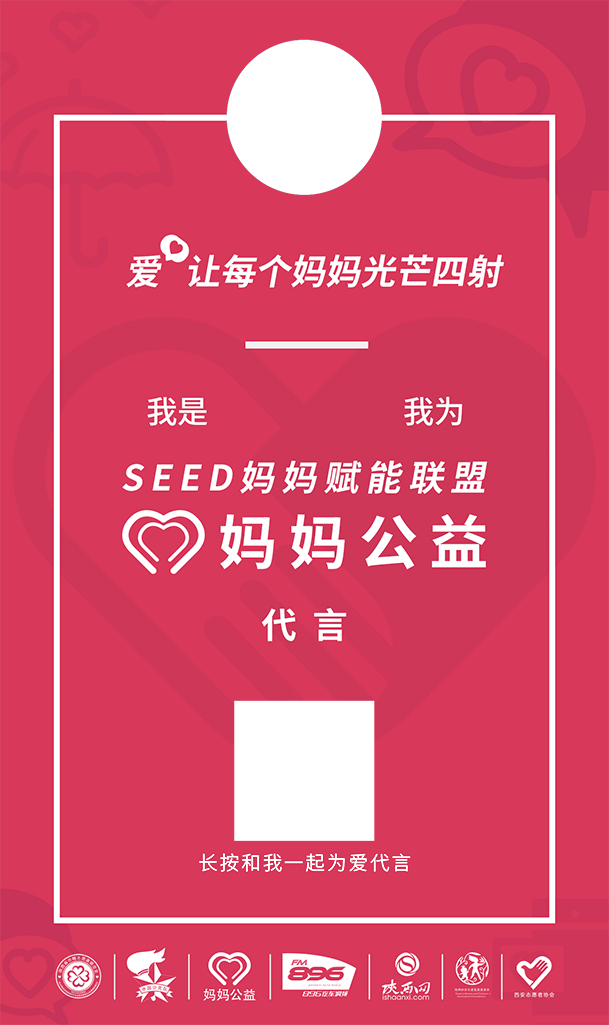 爱让每个妈妈光芒四射
我是 我为
SEED妈妈赋能联盟
妈妈公益
代言
长按和我一起为爱代言
妈妈公益
FM
896
陕西网
ishaanxi.com
西安志愿者协会